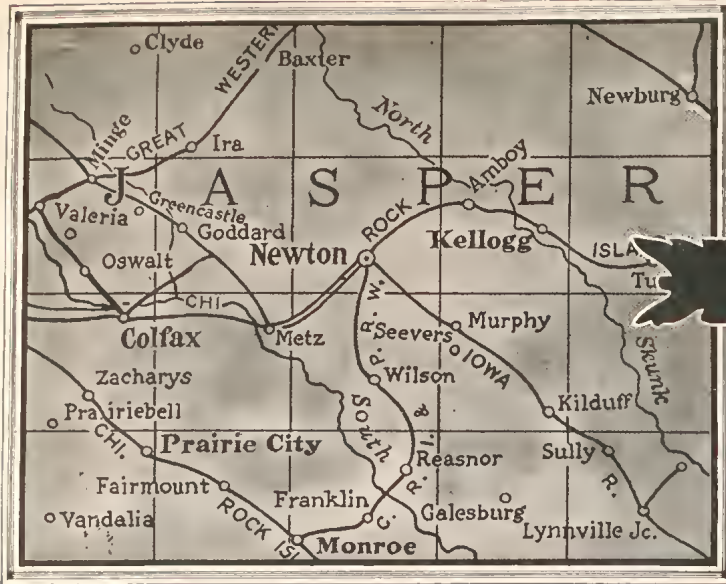 Clyde
WESTERN
Baxter
North
Newburg
Minge
GREAT
Ira
Amboy
JASPER
Valeria
Greencastle
Goddard
ROCK
Kellogg
ISLA
Newton
Oswalt
Tu
CHI
Colfax
Metz
R. W.
Seevers
Murphy
IOWA
Skunk
Zacharys
Wilson
P.
Prairiebell
Kilduff
CHI.
Prairie City
South
&
Sully
I.
Reasnor
R.
R.
Fairmount
Franklin
Galesburg
C.
Vandalia
ROCK ISL
Monroe
Lynnville Jc.